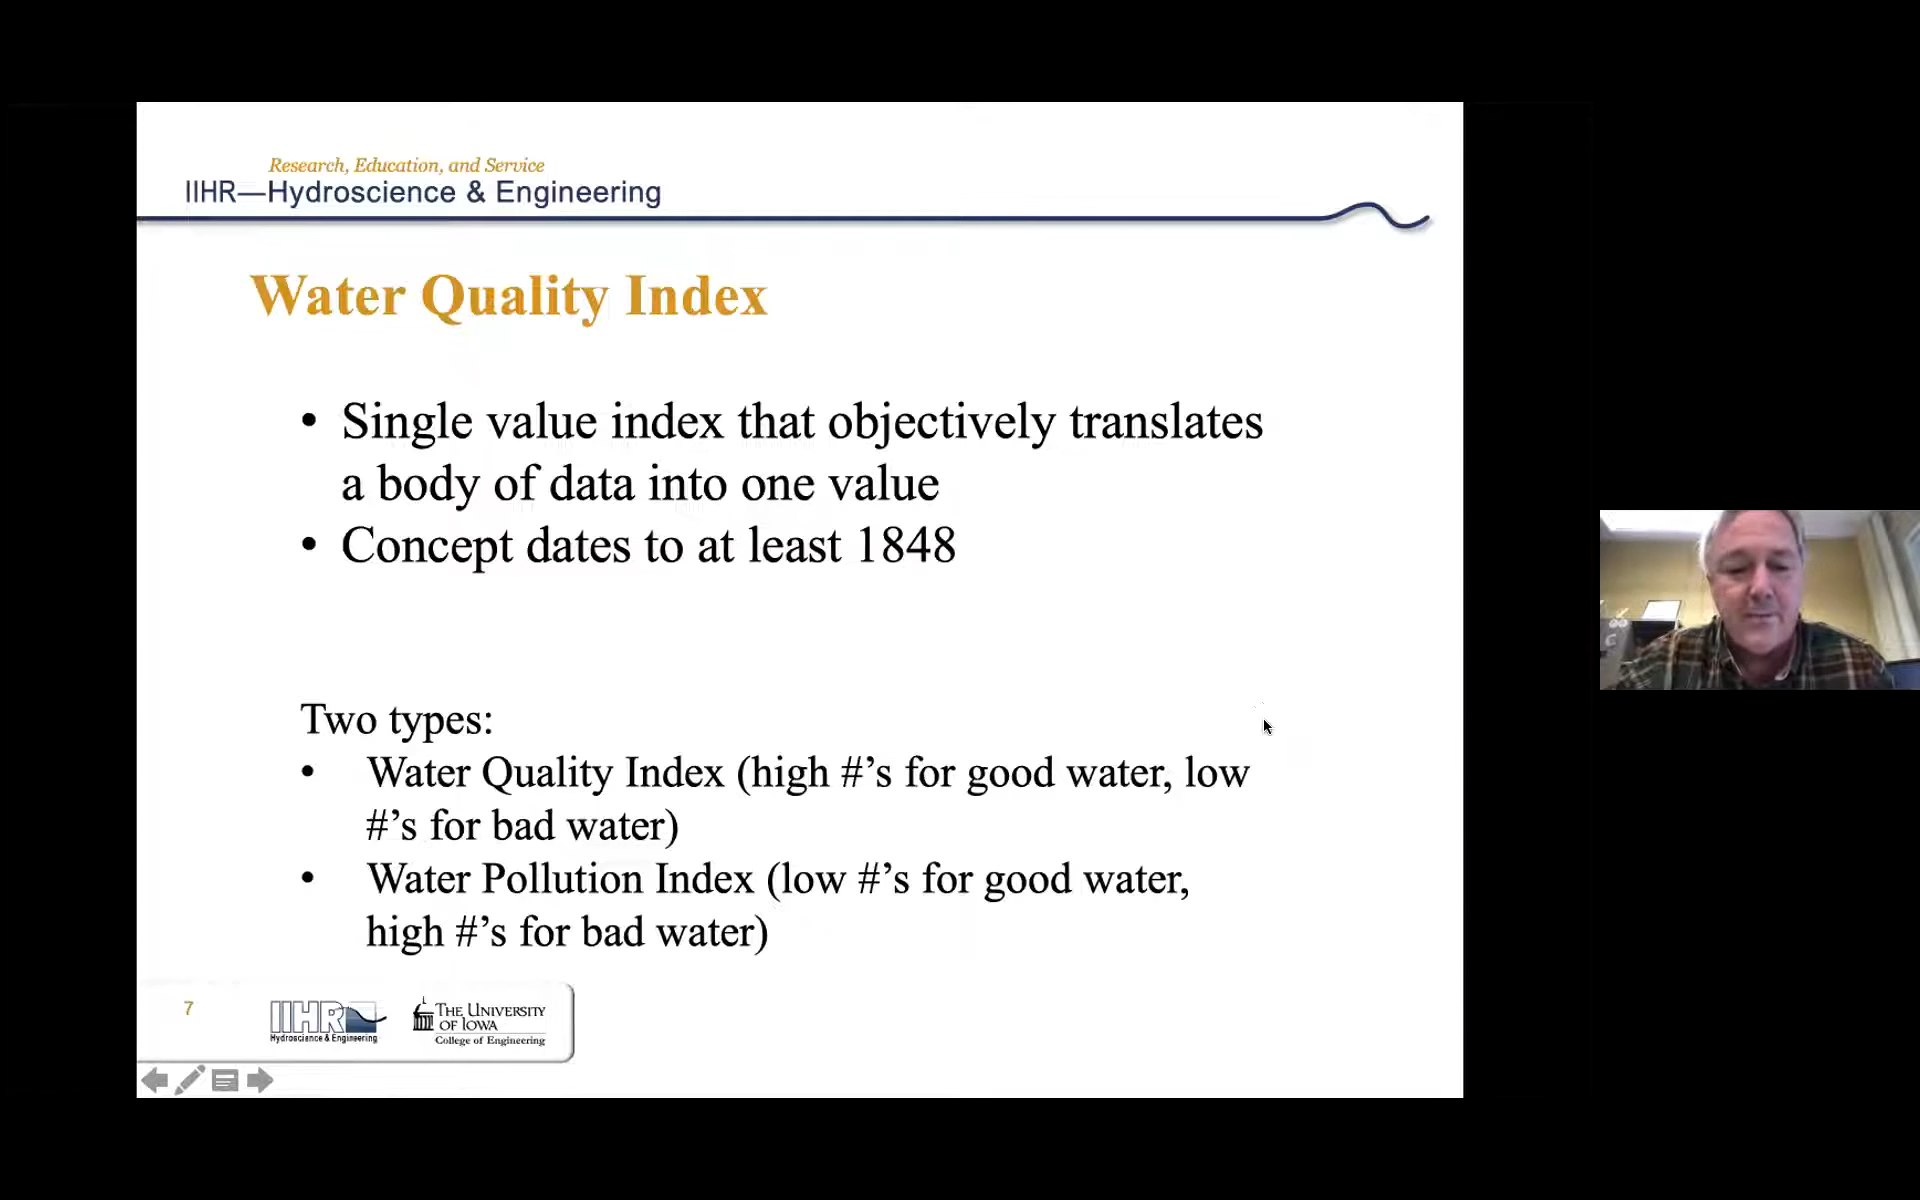 Research, Education, and Service
IIHR—Hydroscience & Engineering
Water Quality Index
• Single value index that objectively translates
a body of data into one value
• Concept dates to at least 1848
Two types:
• Water Quality Index (high #’s for good water, low
#’s for bad water)
• Water Pollution Index (low #’s for good water,
high #’s for bad water)
7
IIHR
Hydroscience & Engineering
THE UNIVERSITY
OF IOWA
College of Engineering